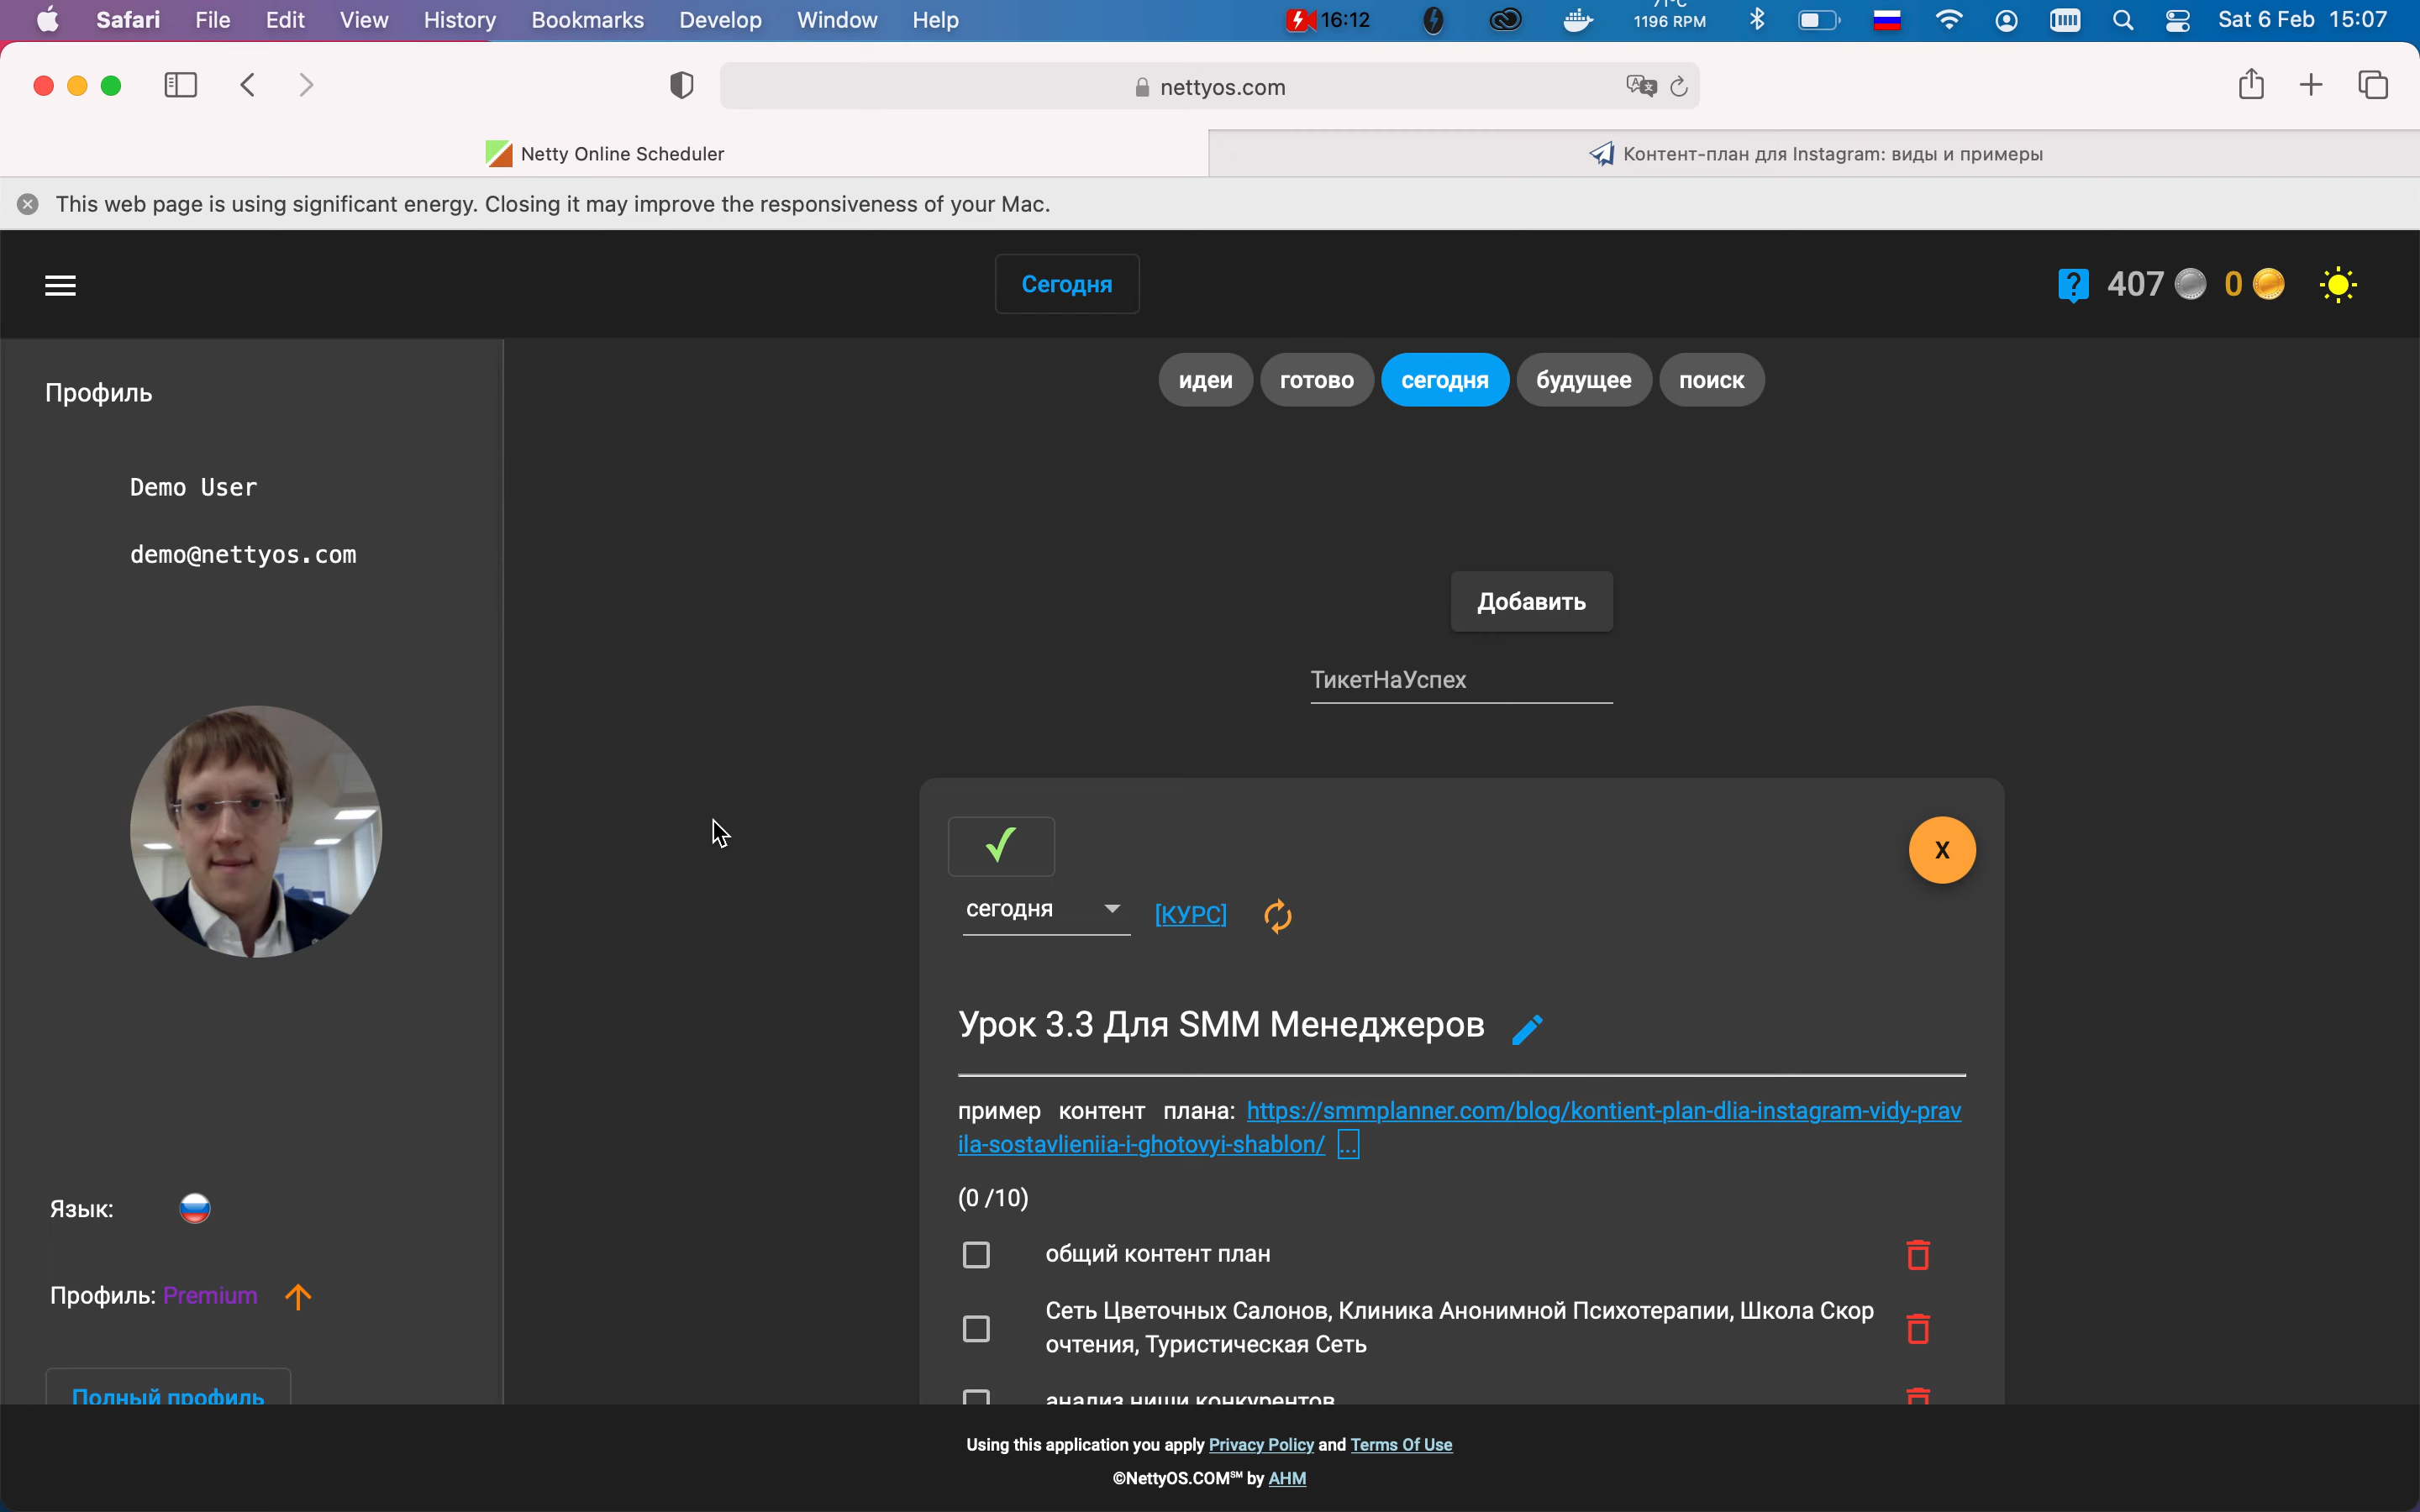 Safari File Edit View History Bookmarks Develop Window Help 16:12 71°C 1196 RPM Sat 6 Feb 15:07
nettyos.com
Netty Online Scheduler
Контент-план для Instagram: виды и примеры
This web page is using significant energy. Closing it may improve the responsiveness of your Mac.
Сегодня
? 407 0
идеи готово сегодня будущее поиск
Профиль
Demo User
demo@nettyos.com
Язык:
Профиль: Premium
Полный профиль
Добавить
ТикетНаУспех
X
сегодня [КУРС]
Урок 3.3 Для SMM Менеджеров
пример контент плана: https://smmplanner.com/blog/kontient-plan-dlia-instagram-vidy-prav
ila-sostavlieniia-i-ghotovyi-shablon/ ...
(0 /10)
общий контент план
Сеть Цветочных Салонов, Клиника Анонимной Психотерапии, Школа Скор
очтения, Туристическая Сеть
анализ ниши конкурентов
Using this application you apply Privacy Policy and Terms Of Use
©NettyOS.COM℠ by AHM